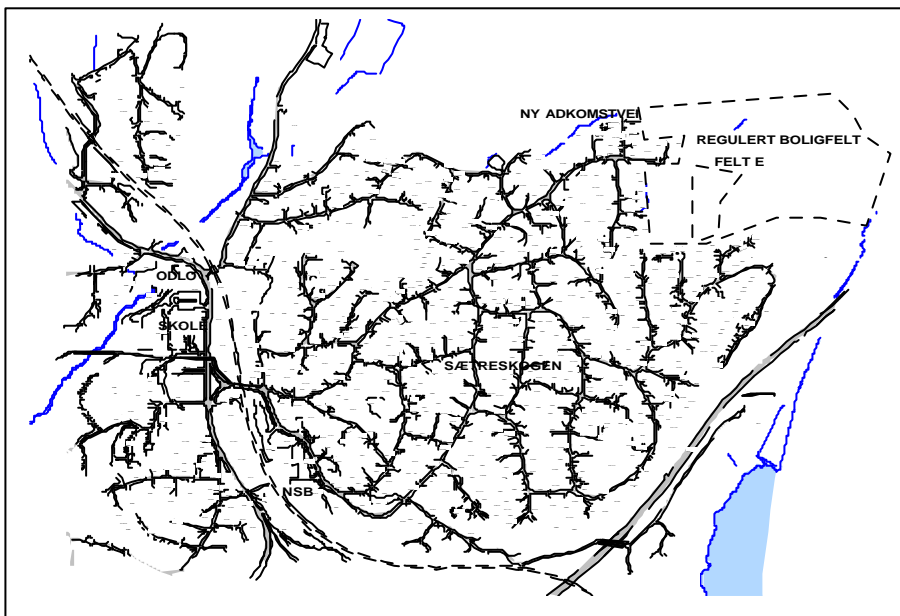 NY ADKOMSTVEI
REGULERT BOLIGFELT
FELT E
ODLO
SKOLE
SÆTRESKOGEN
NSB